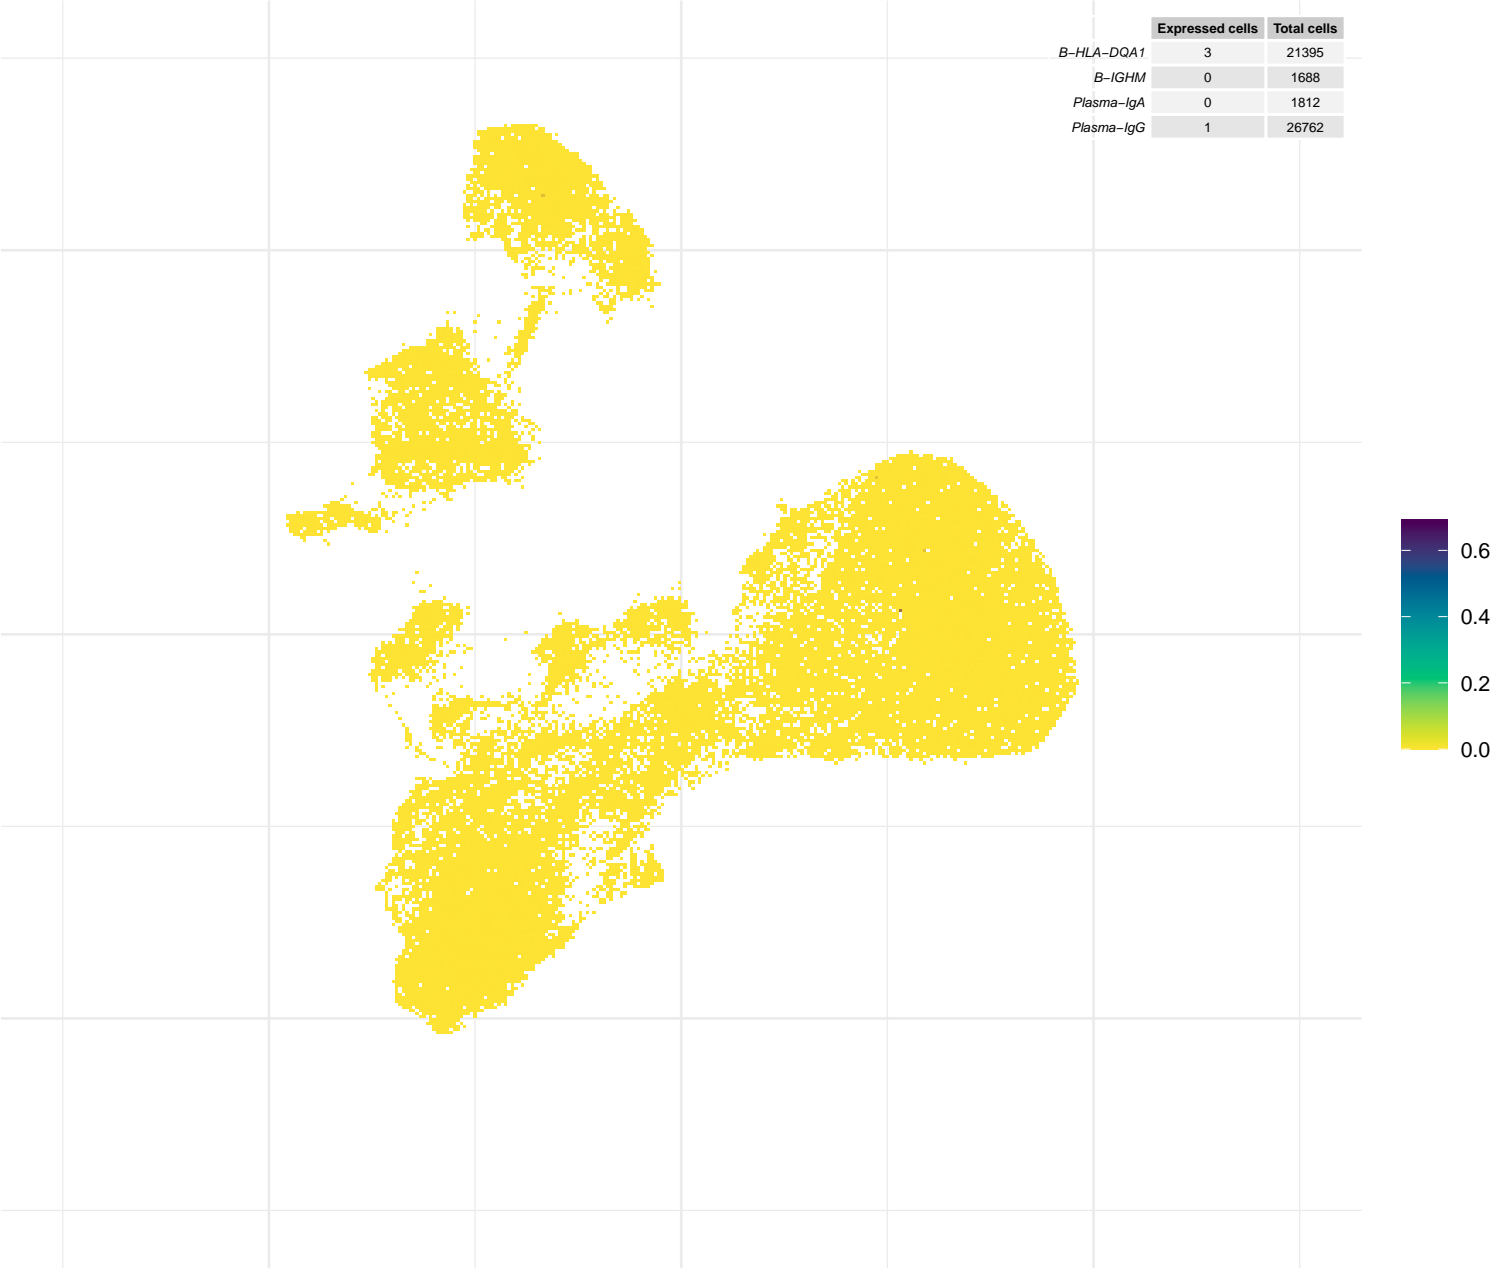 Expressed cells Total cells
B−HLA−DQA1 3 21395
B−IGHM 0 1688
Plasma−IgA 0 1812
Plasma−IgG 1 26762
0.6
0.4
0.2
0.0